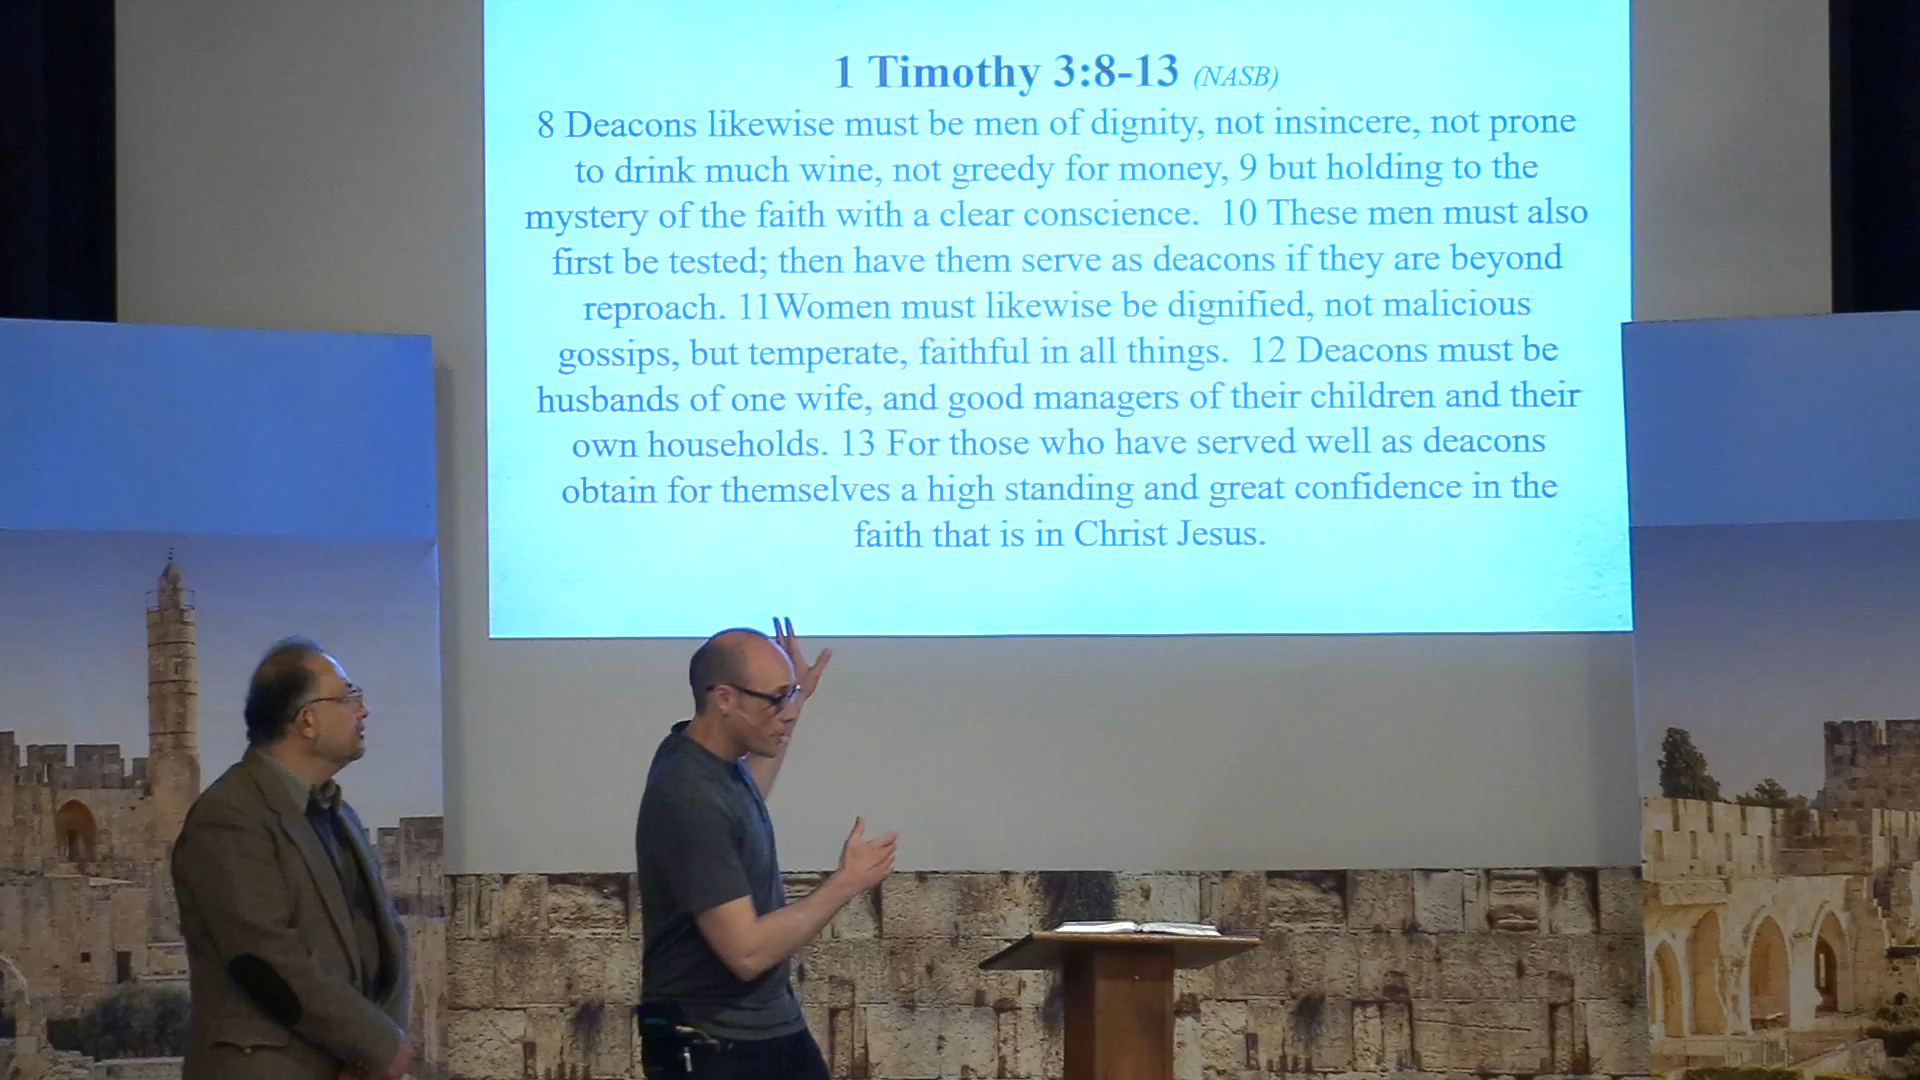 1 Timothy 3:8-13 (NASB)
8 Deacons likewise must be men of dignity, not insincere, not prone
to drink much wine, not greedy for money, 9 but holding to the
mystery of the faith with a clear conscience. 10 These men must also
first be tested; then have them serve as deacons if they are beyond
reproach. 11Women must likewise be dignified, not malicious
gossips, but temperate, faithful in all things. 12 Deacons must be
husbands of one wife, and good managers of their children and their
own households. 13 For those who have served well as deacons
obtain for themselves a high standing and great confidence in the
faith that is in Christ Jesus.